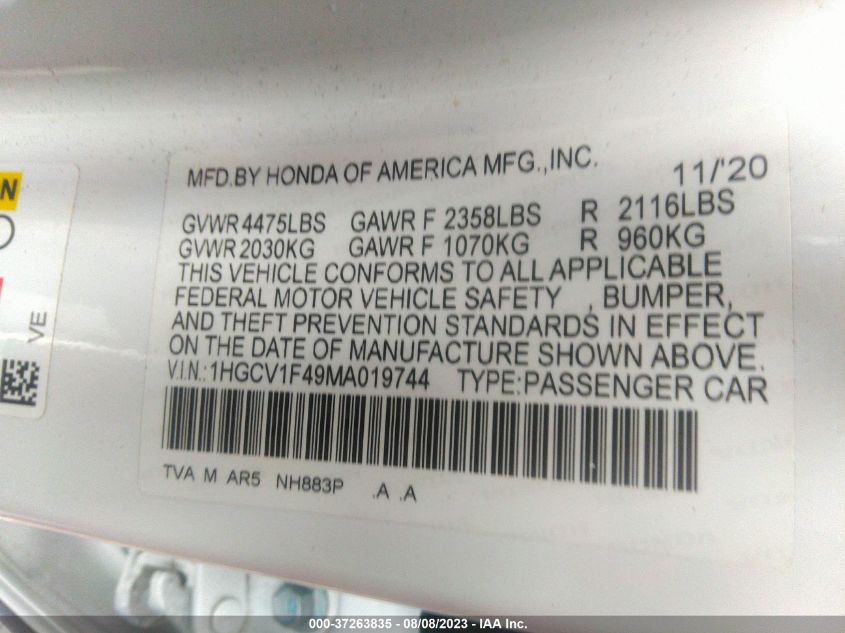 MFD.BY HONDA OF AMERICA MFG.,INC. 11/'20
GVWR 4475LBS GAWR F 2358LBS R 2116LBS
GVWR 2030KG GAWR F 1070KG R 960KG
THIS VEHICLE CONFORMS TO ALL APPLICABLE
FEDERAL MOTOR VEHICLE SAFETY , BUMPER,
AND THEFT PREVENTION STANDARDS IN EFFECT
ON THE DATE OF MANUFACTURE SHOWN ABOVE.
V.I.N.:1HGCV1F49MA019744 TYPE:PASSENGER CAR
TVA M AR5 NH883P .A .A
VE
000-37263835 - 08/08/2023 - IAA Inc.